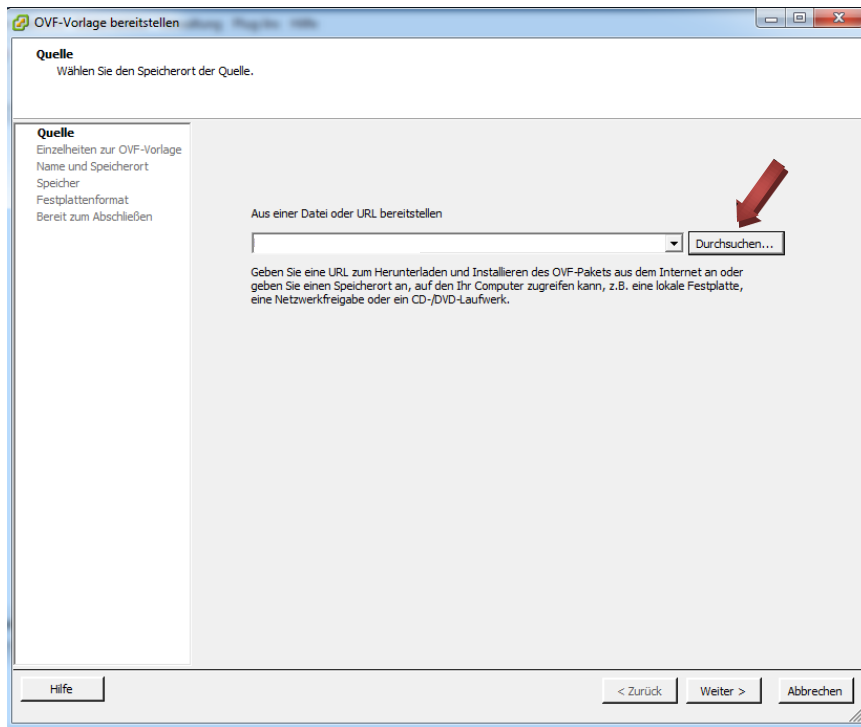 OVF-Vorlage bereitstellen
Plug-Ins Hilfe
Quelle
Wählen Sie den Speicherort der Quelle.
Quelle
Einzelheiten zur OVF-Vorlage
Name und Speicherort
Speicher
Festplattenformat
Bereit zum Abschließen
Aus einer Datei oder URL bereitstellen
Durchsuchen...
Geben Sie eine URL zum Herunterladen und Installieren des OVF-Pakets aus dem Internet an oder
geben Sie einen Speicherort an, auf den Ihr Computer zugreifen kann, z.B. eine lokale Festplatte,
eine Netzwerkfreigabe oder ein CD-/DVD-Laufwerk.
Hilfe
< Zurück
Weiter >
Abbrechen